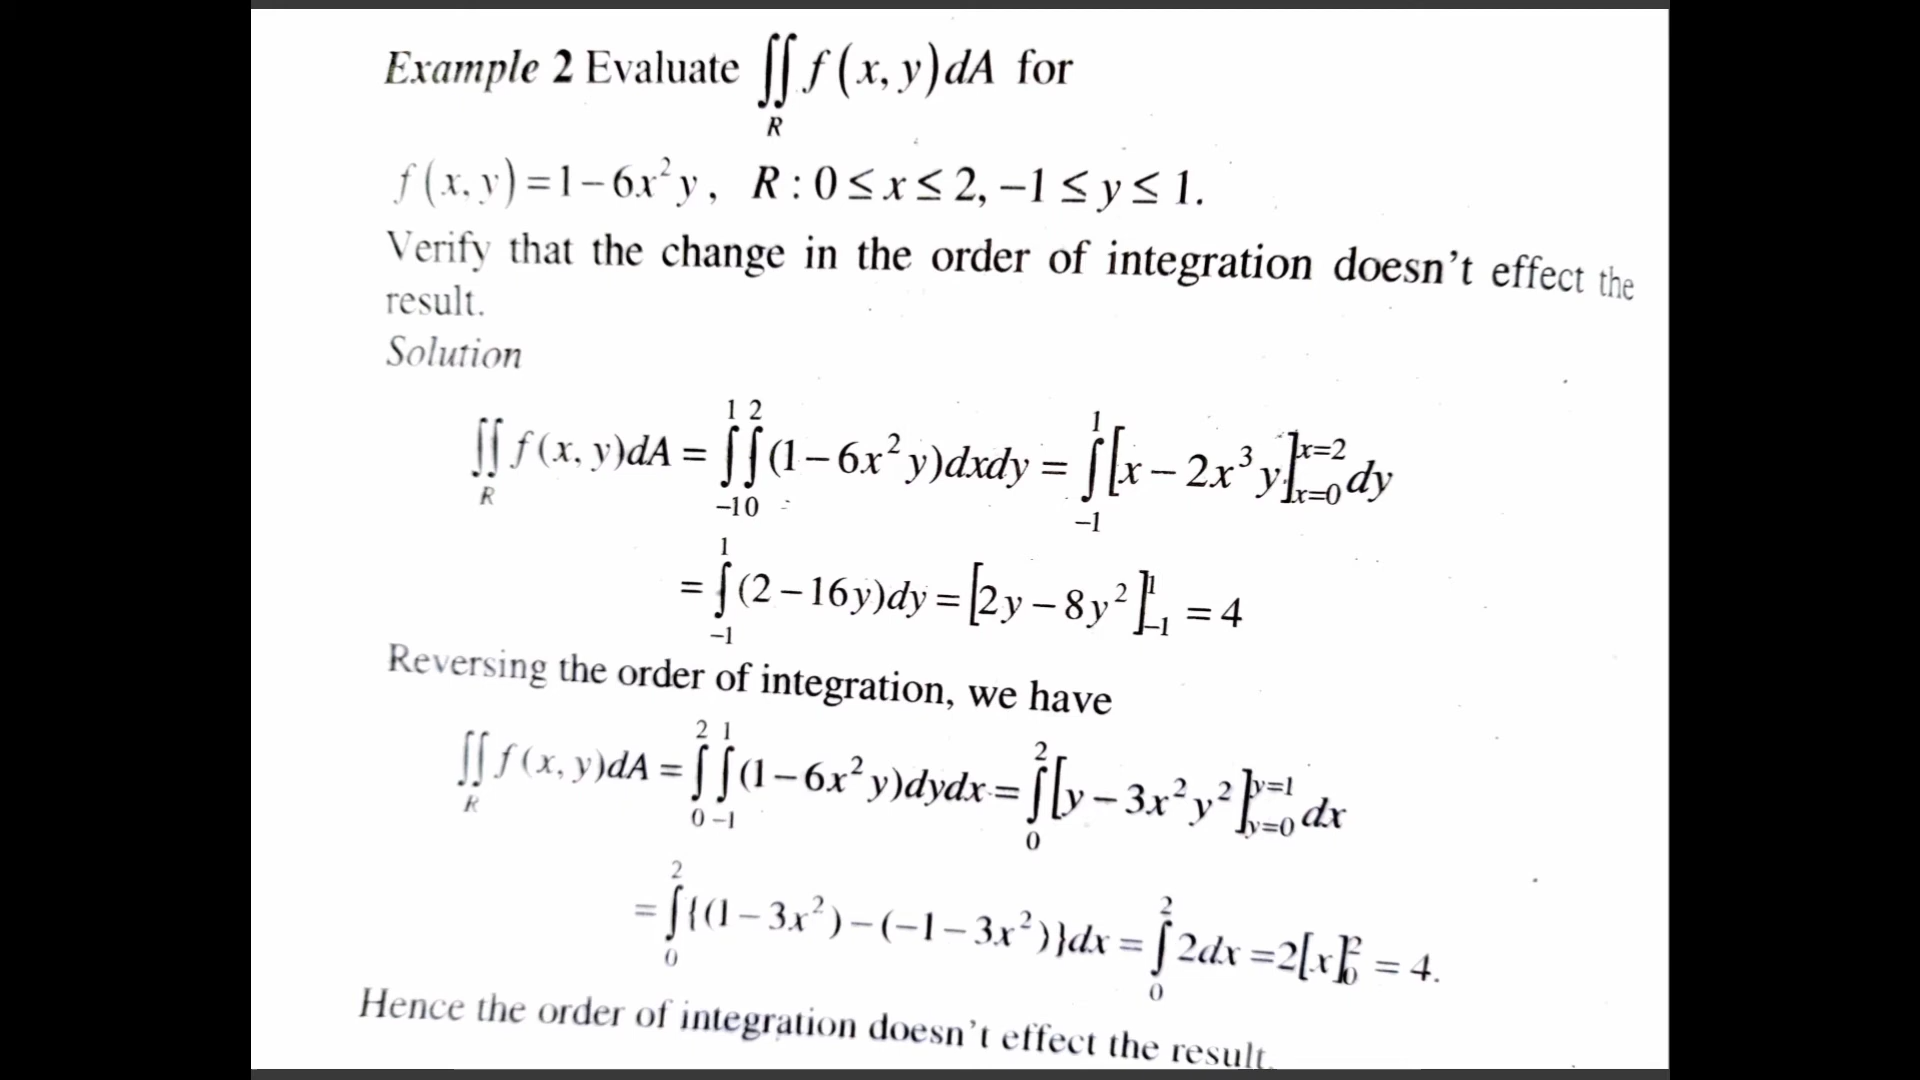 Example 2 Evaluate ∬_R f(x, y)dA for
f(x, y) = 1 – 6x²y, R : 0 ≤ x ≤ 2, –1 ≤ y ≤ 1.
Verify that the change in the order of integration doesn't effect the
result.
Solution
∬_R f(x, y)dA = ∫_{–1}^{1} ∫_{0}^{2} (1 – 6x²y)dxdy = ∫_{–1}^{1} [x – 2x³y]_{x=0}^{x=2} dy
= ∫_{–1}^{1} (2 – 16y)dy = [2y – 8y²]_{–1}^{1} = 4
Reversing the order of integration, we have
∬_R f(x, y)dA = ∫_{0}^{2} ∫_{–1}^{1} (1 – 6x²y)dydx = ∫_{0}^{2} [y – 3x²y²]_{y=0}^{y=1} dx
= ∫_{0}^{2} {(1 – 3x²) – (–1 – 3x²)}dx = ∫_{0}^{2} 2dx = 2[x]_{0}^{2} = 4.
Hence the order of integration doesn't effect the result.